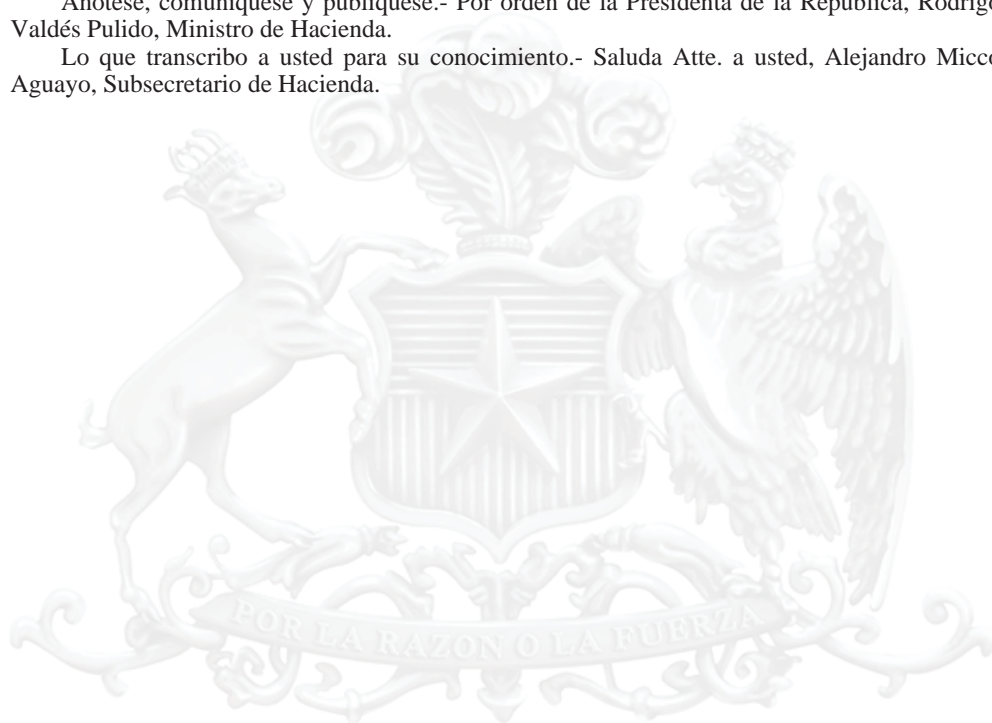 Anótese, comuníquese y publíquese.- Por orden de la Presidenta de la República, Rodrigo
Valdés Pulido, Ministro de Hacienda.
Lo que transcribo a usted para su conocimiento.- Saluda Atte. a usted, Alejandro Micco
Aguayo, Subsecretario de Hacienda.
POR LA RAZON O LA FUERZA